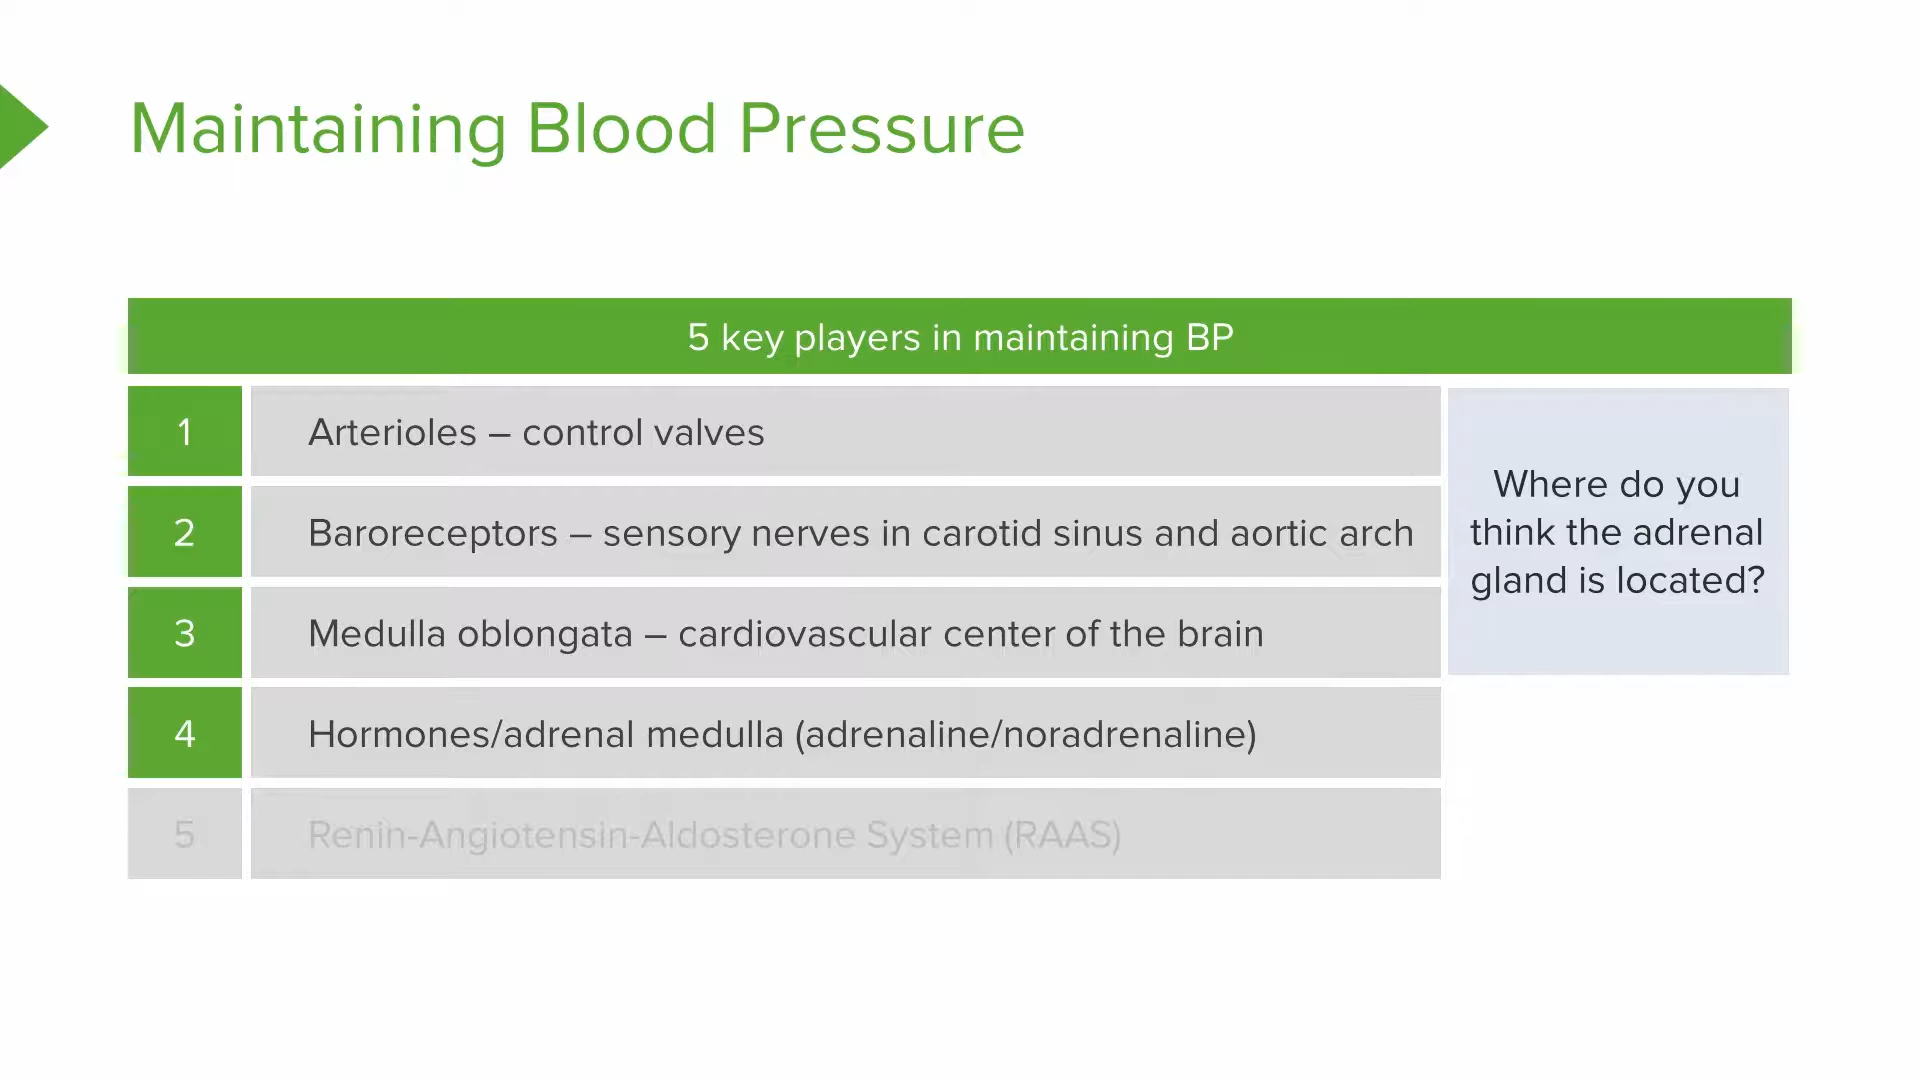 Maintaining Blood Pressure
5 key players in maintaining BP
1 Arterioles – control valves
2 Baroreceptors – sensory nerves in carotid sinus and aortic arch
3 Medulla oblongata – cardiovascular center of the brain
4 Hormones/adrenal medulla (adrenaline/noradrenaline)
5 Renin-Angiotensin-Aldosterone System (RAAS)
Where do you
think the adrenal
gland is located?